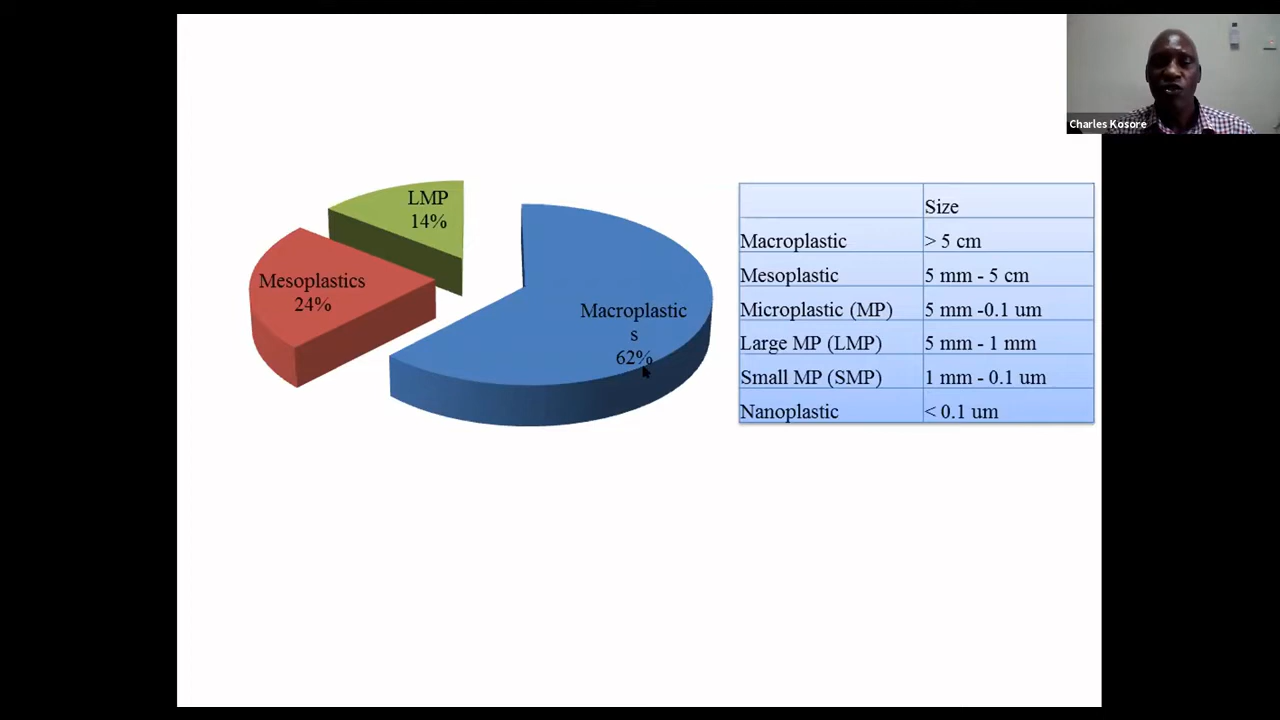 Charles Kosore
LMP
14%
Mesoplastics
24%
Macroplastic
s
62%
Size
Macroplastic > 5 cm
Mesoplastic 5 mm - 5 cm
Microplastic (MP) 5 mm -0.1 um
Large MP (LMP) 5 mm - 1 mm
Small MP (SMP) 1 mm - 0.1 um
Nanoplastic < 0.1 um